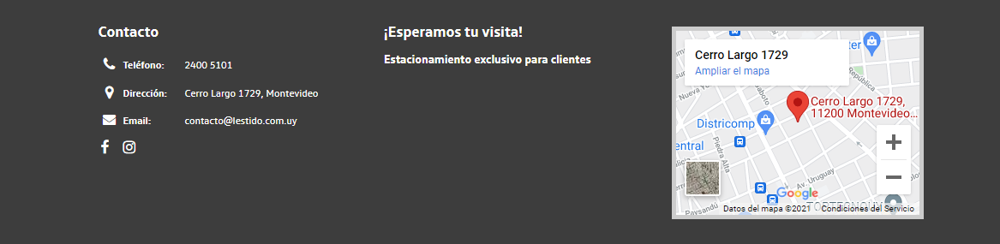 Contacto
Teléfono: 2400 5101
Dirección: Cerro Largo 1729, Montevideo
Email: contacto@lestido.com.uy
¡Esperamos tu visita!
Estacionamiento exclusivo para clientes
Cerro Largo 1729
Ampliar el mapa
República
Cerro Largo 1729,
11200 Montevideo...
Districomp
Piedra Alta
Av. Uruguay
Paysandú
Google
Datos del mapa ©2021 Condiciones del Servicio